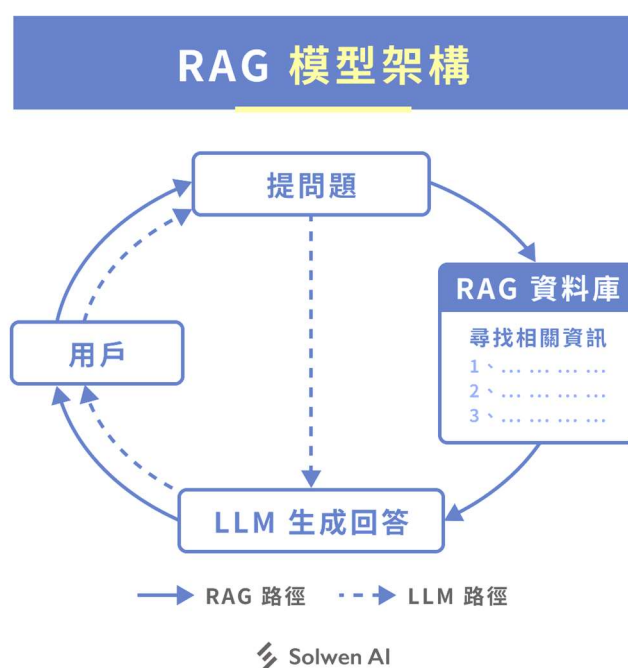 RAG 模型架構
提問題
RAG 資料庫
尋找相關資訊
1、... ... ... ...
2、... ... ... ...
3、... ... ... ...
用戶
LLM 生成回答
RAG 路徑
LLM 路徑
Solwen AI